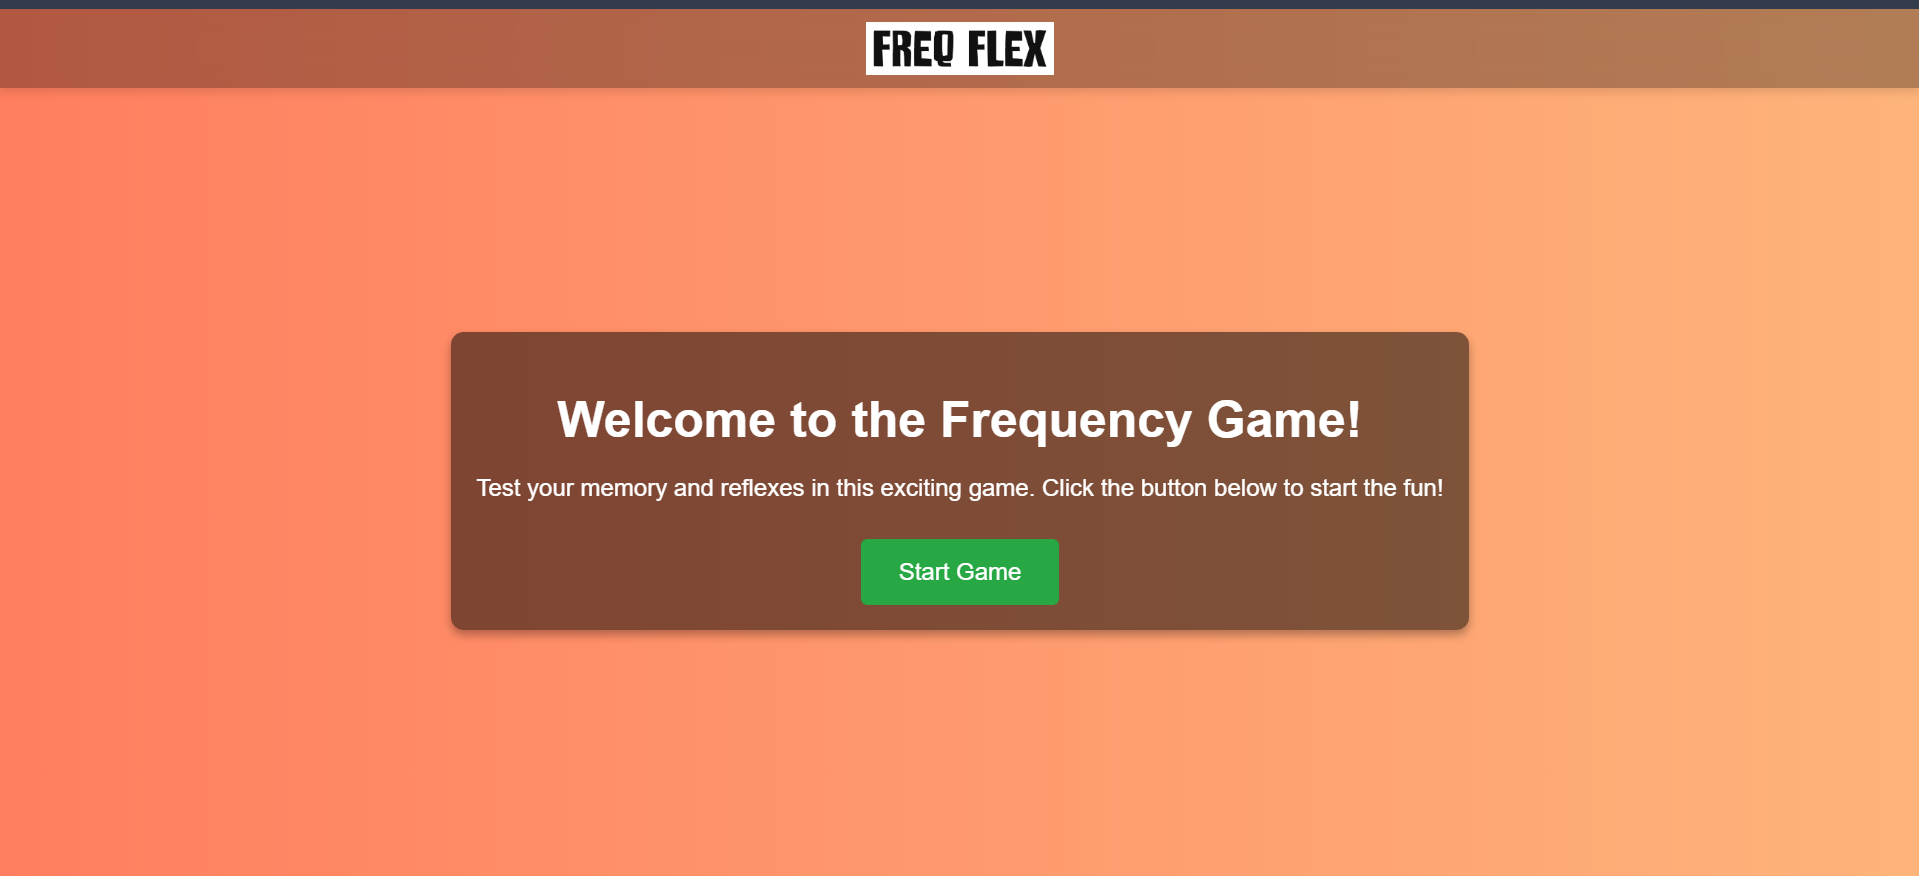 FREQ FLEX
Welcome to the Frequency Game!
Test your memory and reflexes in this exciting game. Click the button below to start the fun!
Start Game